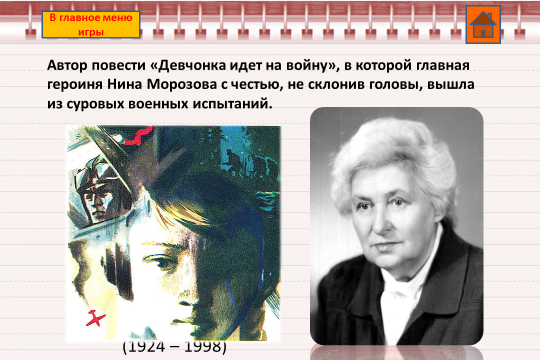 В главное меню
игры
Автор повести «Девчонка идет на войну», в которой главная
героиня Нина Морозова с честью, не склонив головы, вышла
из суровых военных испытаний.
(1924 – 1998)